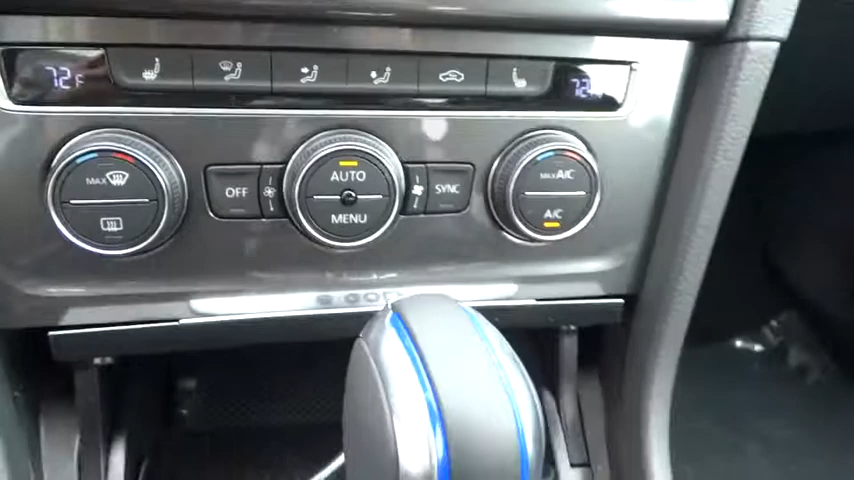 72°F
72°F
MAX
OFF
AUTO
MENU
SYNC
MAX A/C
A/C